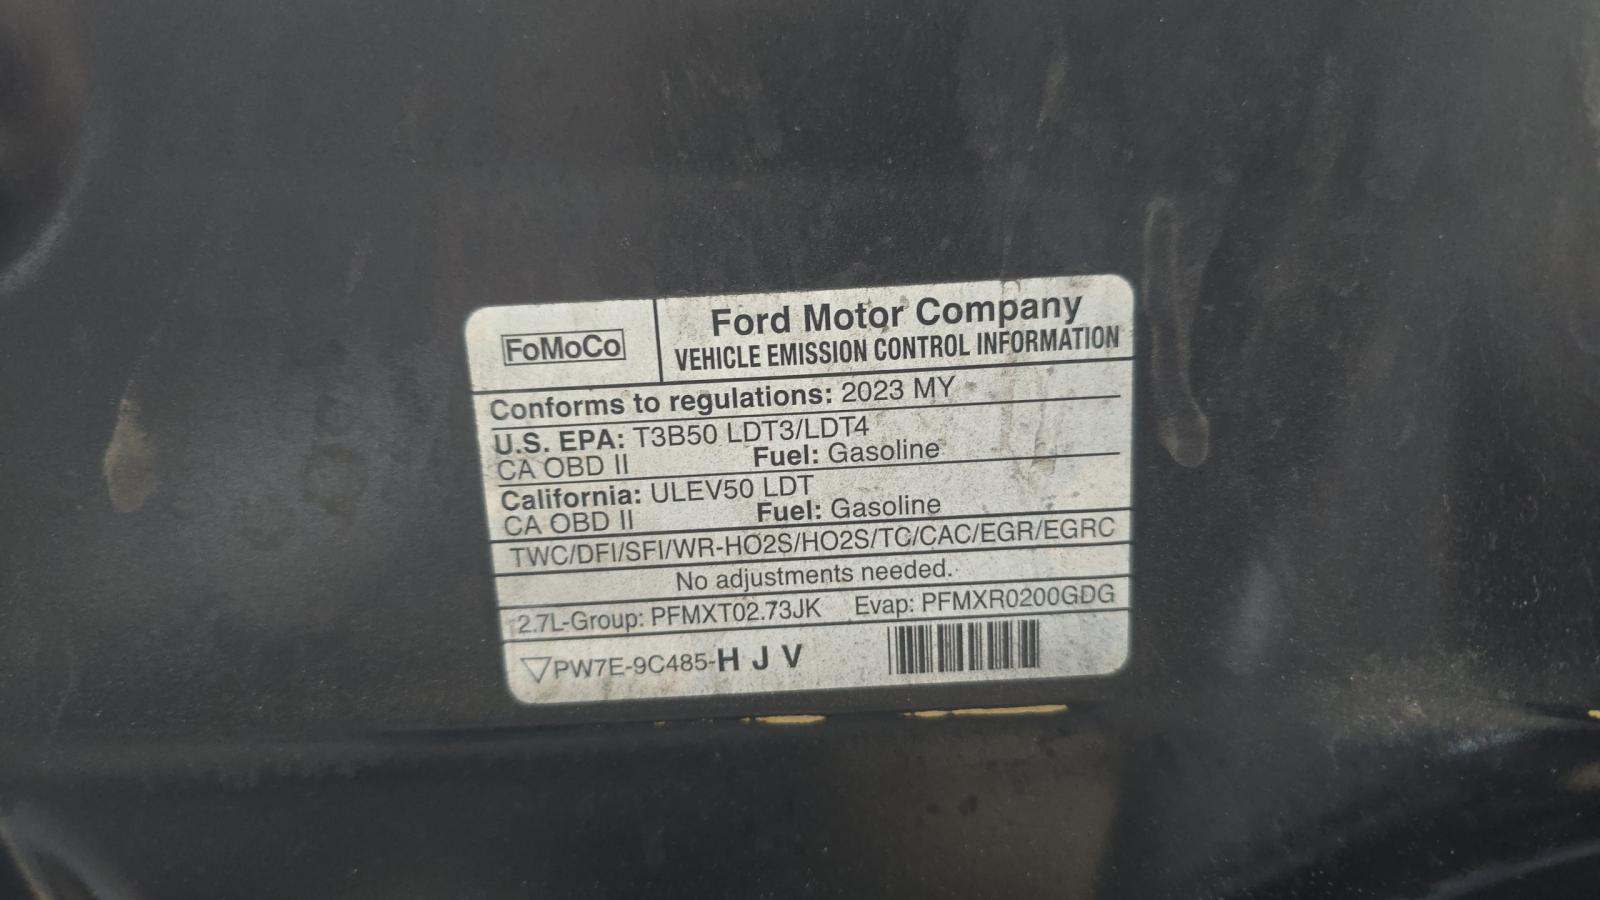 FoMoCo
Ford Motor Company
VEHICLE EMISSION CONTROL INFORMATION
Conforms to regulations: 2023 MY
U.S. EPA: T3B50 LDT3/LDT4
CA OBD II Fuel: Gasoline
California: ULEV50 LDT
CA OBD II Fuel: Gasoline
TWC/DFI/SFI/WR-HO2S/HO2S/TC/CAC/EGR/EGRC
No adjustments needed.
2.7L-Group: PFMXT02.73JK Evap: PFMXR0200GDG
PW7E-9C485-H J V